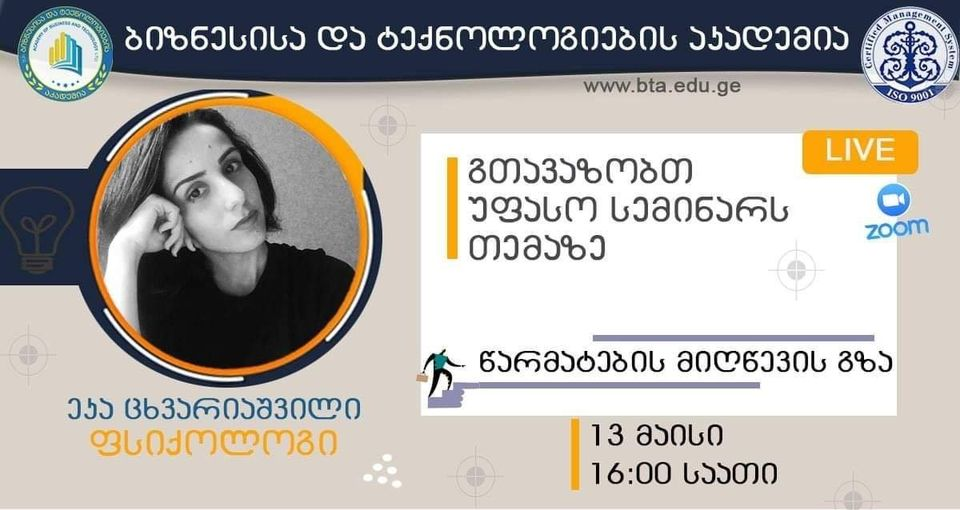 ბიზნესისა და ტექნოლოგიების აკადემია
www.bta.edu.ge
აკადემია
Certified Management System
ISO 9001
LIVE
გთავაზობთ
უფასო სემინარს
თემაზე
zoom
წარმატების მიღწევის გზა
ეკა ცხვარიაშვილი
ფსიქოლოგი
13 მაისი
16:00 საათი